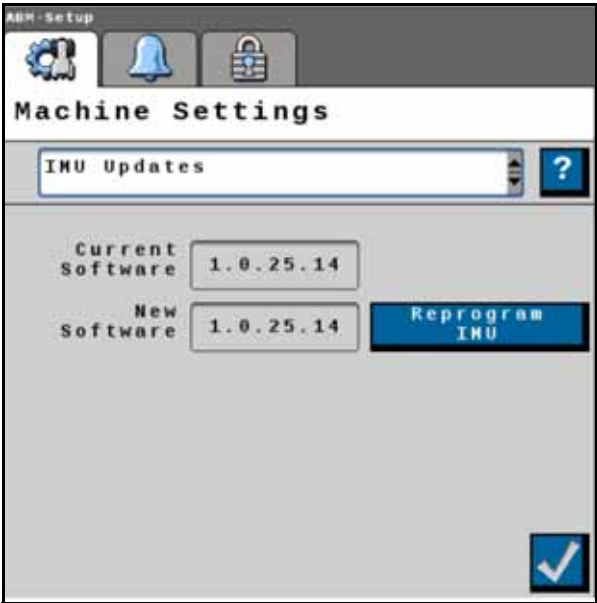 ABM-Setup
Machine Settings
IMU Updates
?
Current
Software
1.0.25.14
New
Software
1.0.25.14
Reprogram
IMU